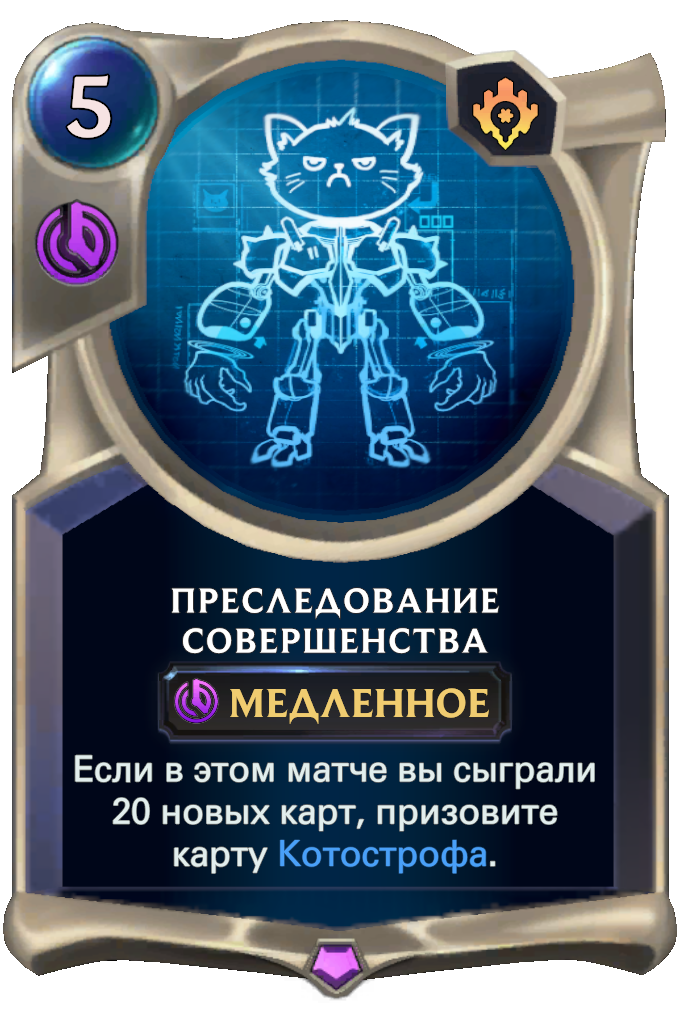 5
ПРЕСЛЕДОВАНИЕ
СОВЕРШЕНСТВА
МЕДЛЕННОЕ
Если в этом матче вы сыграли
20 новых карт, призовите
карту Котострофа.